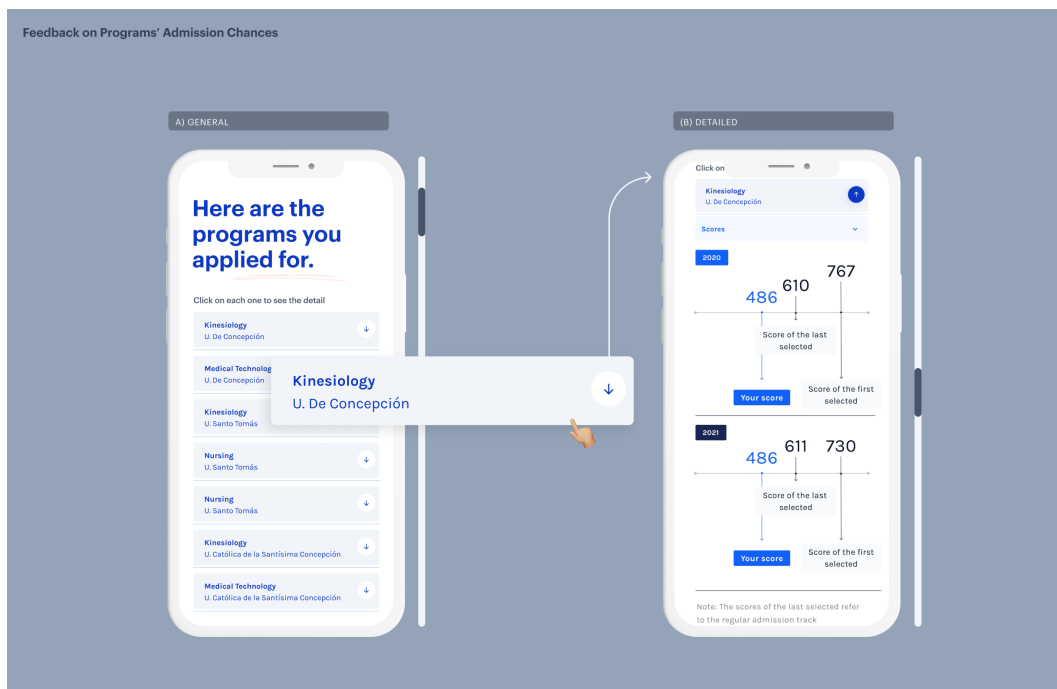 Feedback on Programs’ Admission Chances
A) GENERAL
Here are the
programs you
applied for.
Click on each one to see the detail
Kinesiology
U. De Concepción
Medical Technolog
U. De Concepción
Kinesiology
U. Santo Tomás
Nursing
U. Santo Tomás
Nursing
U. Santo Tomás
Kinesiology
U. Católica de la Santísima Concepción
Medical Technology
U. Católica de la Santísima Concepción
Kinesiology
U. De Concepción
(B) DETAILED
Click on
Kinesiology
U. De Concepción
Scores
2020
486 610 767
Score of the last
selected
Your score
Score of the first
selected
2021
486 611 730
Score of the last
selected
Your score
Score of the first
selected
Note: The scores of the last selected refer
to the regular admission track